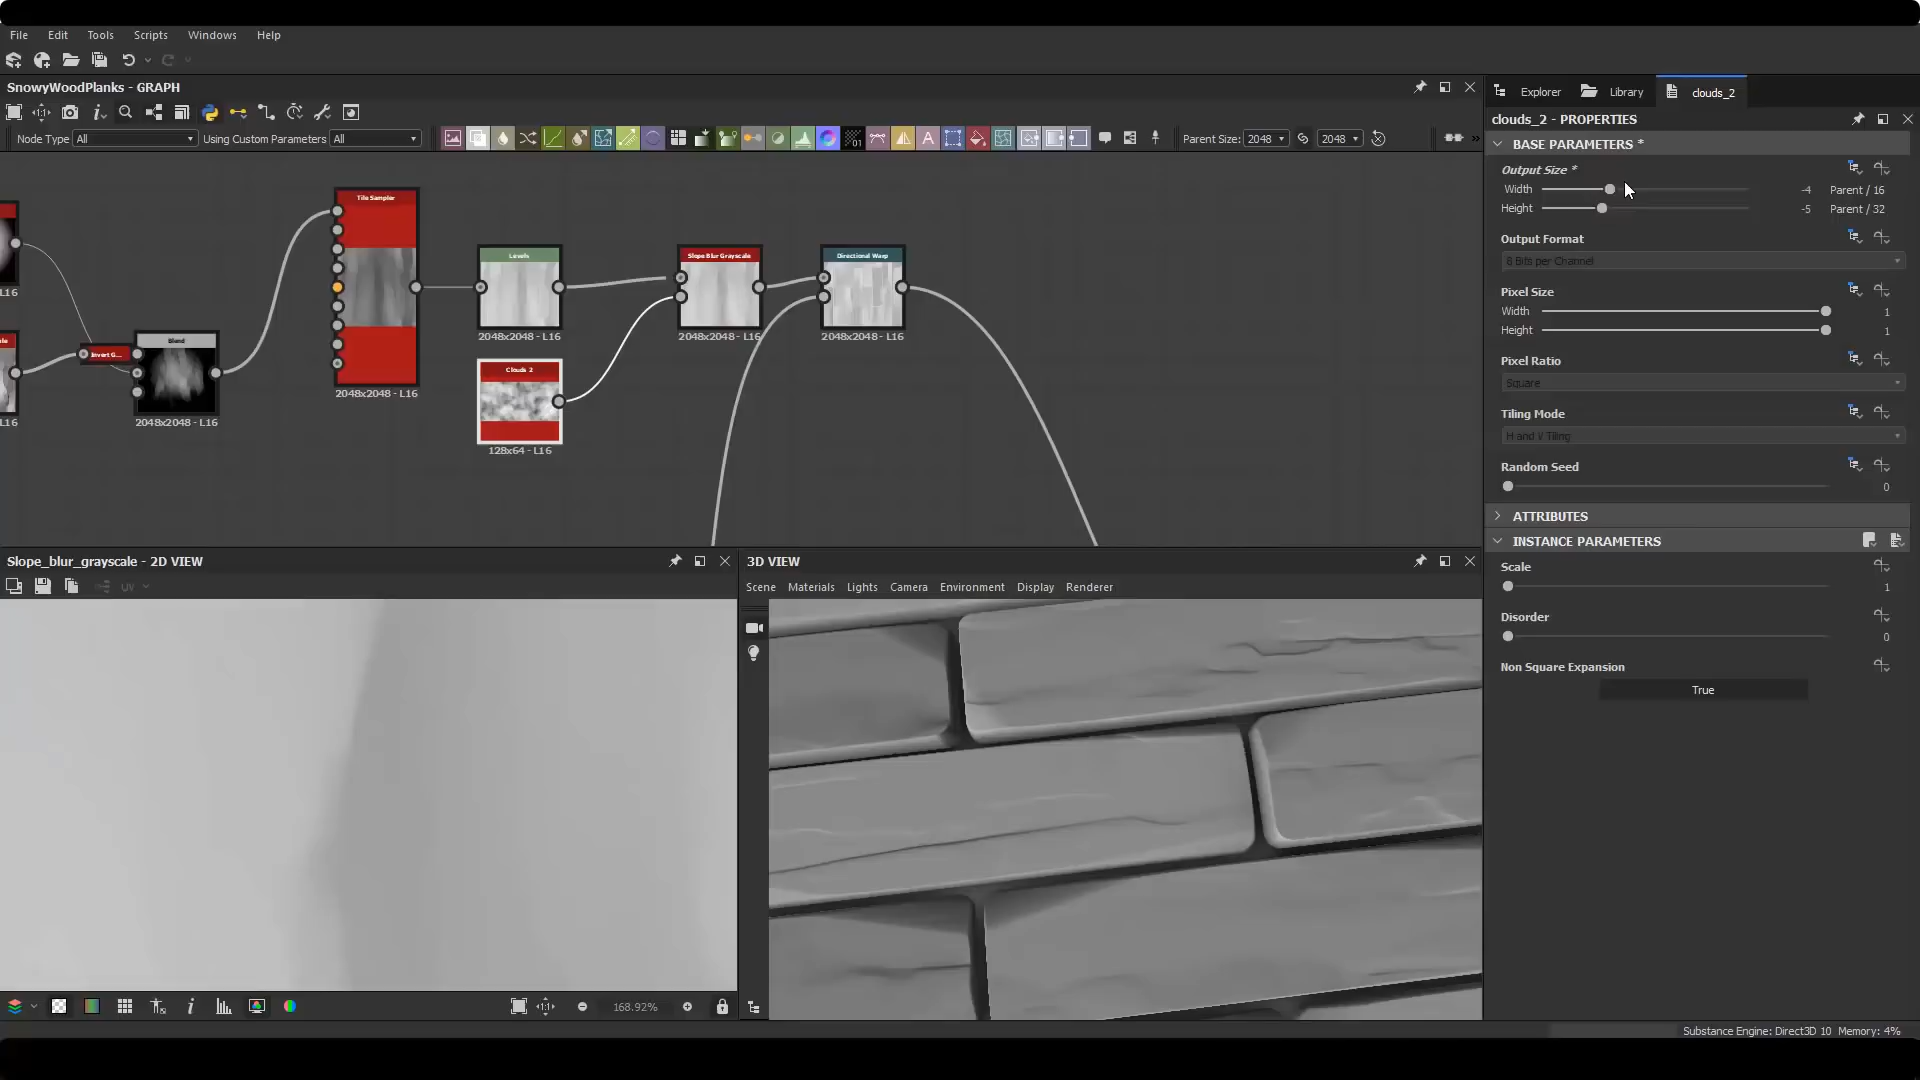 File Edit Tools Scripts Windows Help
SnowyWoodPlanks - GRAPH
Node Type All Using Custom Parameters All Parent Size: 2048 2048
Tile Sampler
2048x2048 - L16
Levels
2048x2048 - L16
Slope Blur Grayscale
2048x2048 - L16
Directional Warp
2048x2048 - L16
Clouds 2
128x64 - L16
Invert G...
Blend
2048x2048 - L16
L16
L16
Slope_blur_grayscale - 2D VIEW
UV
168.92%
3D VIEW
Scene Materials Lights Camera Environment Display Renderer
Explorer Library clouds_2
clouds_2 - PROPERTIES
BASE PARAMETERS *
Output Size *
Width -4 Parent / 16
Height -5 Parent / 32
Output Format
8 Bits per Channel
Pixel Size
Width 1
Height 1
Pixel Ratio
Square
Tiling Mode
H and V Tiling
Random Seed
0
ATTRIBUTES
INSTANCE PARAMETERS
Scale
1
Disorder
0
Non Square Expansion
True
Substance Engine: Direct3D 10 Memory: 4%